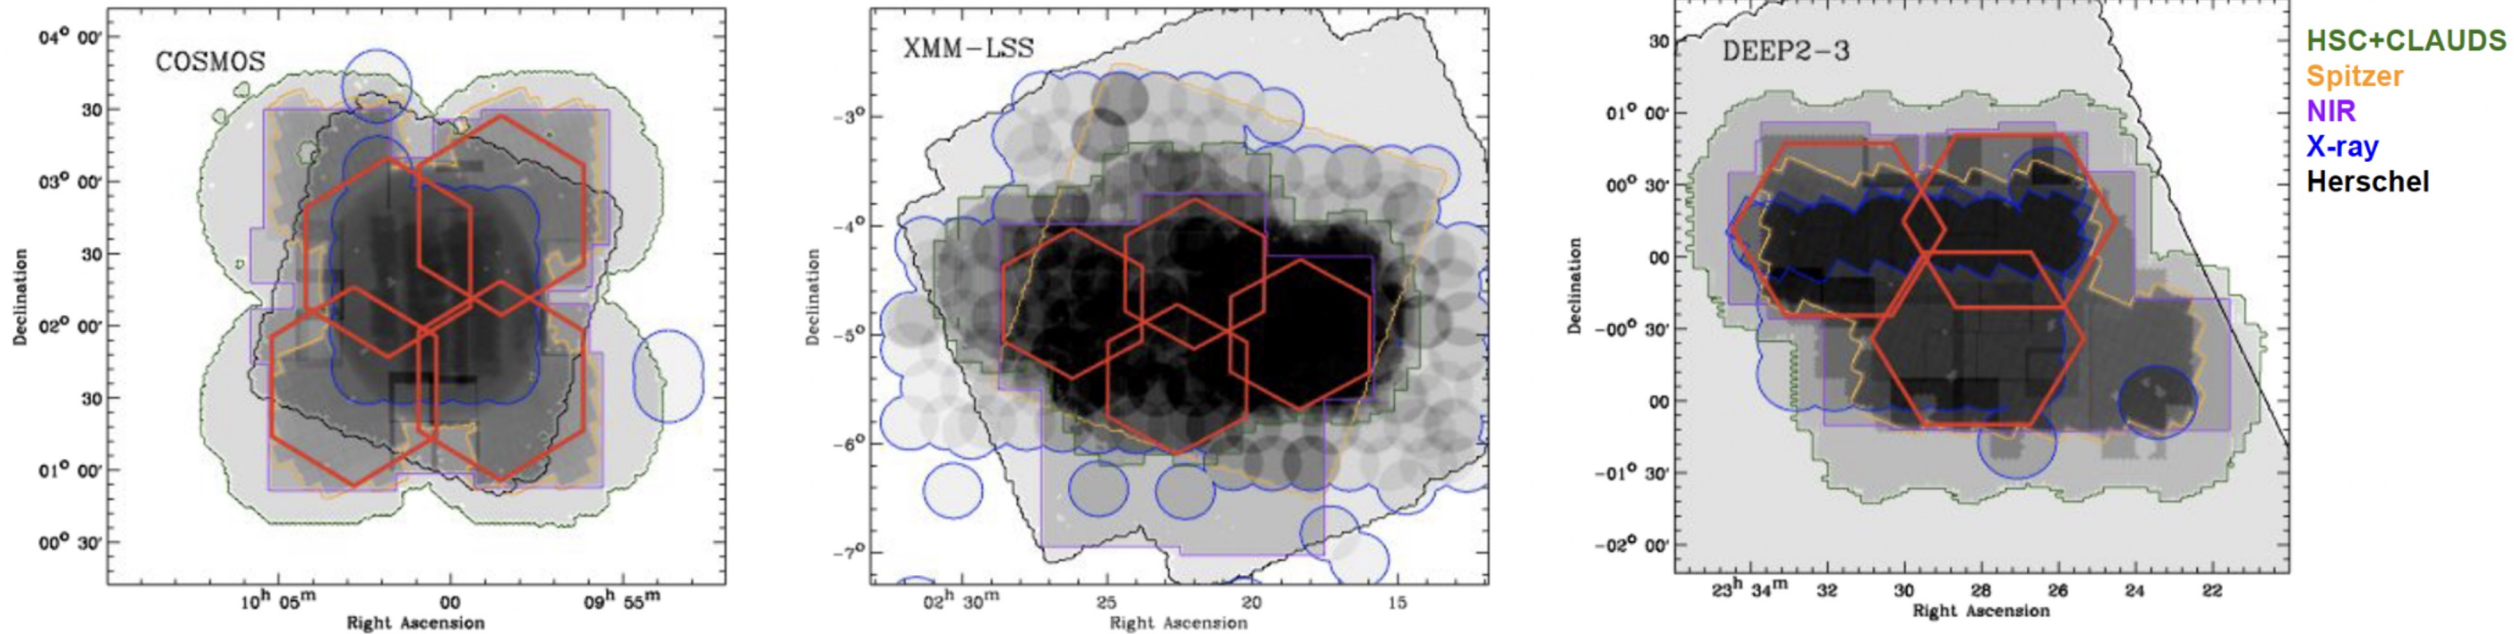 COSMOS
04° 00′
30
03° 00′
30
02° 00′
30
01° 00′
00° 30′
Declination
10ʰ 05ᵐ
00
09ʰ 55ᵐ
Right Ascension
XMM-LSS
-3°
-4°
-5°
-6°
-7°
Declination
02ʰ 30ᵐ
25
20
15
Right Ascension
DEEP2-3
30
01° 00′
00° 30′
00
-00° 30′
00
-01° 30′
-02° 00′
Declination
23ʰ 34ᵐ
32
30
28
26
24
22
Right Ascension
HSC+CLAUDS
Spitzer
NIR
X-ray
Herschel